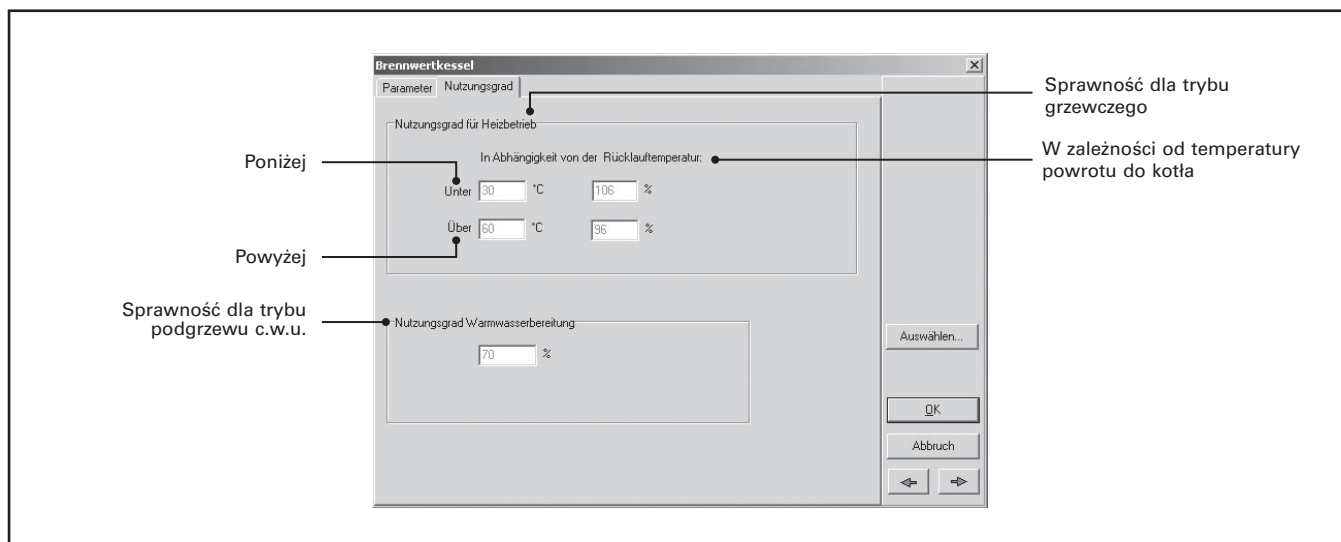 Brennwertkessel
Parameter Nutzungsgrad
Sprawność dla trybu
grzewczego
Nutzungsgrad für Heizbetrieb
Poniżej
In Abhängigkeit von der Rücklauftemperatur:
W zależności od temperatury
powrotu do kotła
Unter 30 °C 106 %
Über 60 °C 96 %
Powyżej
Sprawność dla trybu
podgrzewu c.w.u.
Nutzungsgrad Warmwasserbereitung
70 %
Auswählen...
OK
Abbruch